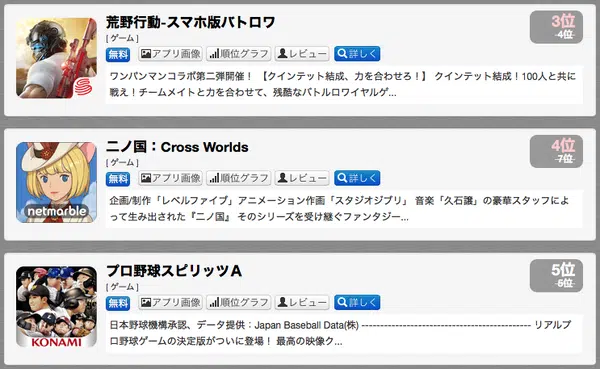 荒野行動-スマホ版バトロワ
3位
4位
[ ゲーム ]
無料 アプリ画像 順位グラフ レビュー 詳しく
ワンパンマンコラボ第二弾開催！ 【クインテット結成、力を合わせろ！】 クインテット結成！100人と共に
戦え！チームメイトと力を合わせて、残酷なバトルロワイヤルゲ...
二ノ国：Cross Worlds
4位
7位
[ ゲーム ]
無料 アプリ画像 順位グラフ レビュー 詳しく
netmarble
企画/制作「レベルファイブ」アニメーション作画「スタジオジブリ」 音楽「久石譲」の豪華スタッフによ
って生み出された『二ノ国』 そのシリーズを受け継ぐファンタジー...
プロ野球スピリッツＡ
5位
5位
[ ゲーム ]
無料 アプリ画像 順位グラフ レビュー 詳しく
KONAMI
日本野球機構承認、データ提供：Japan Baseball Data(株) --------------------------------------------- リアルプ
ロ野球ゲームの決定版がついに登場！ 最高の映像ク...